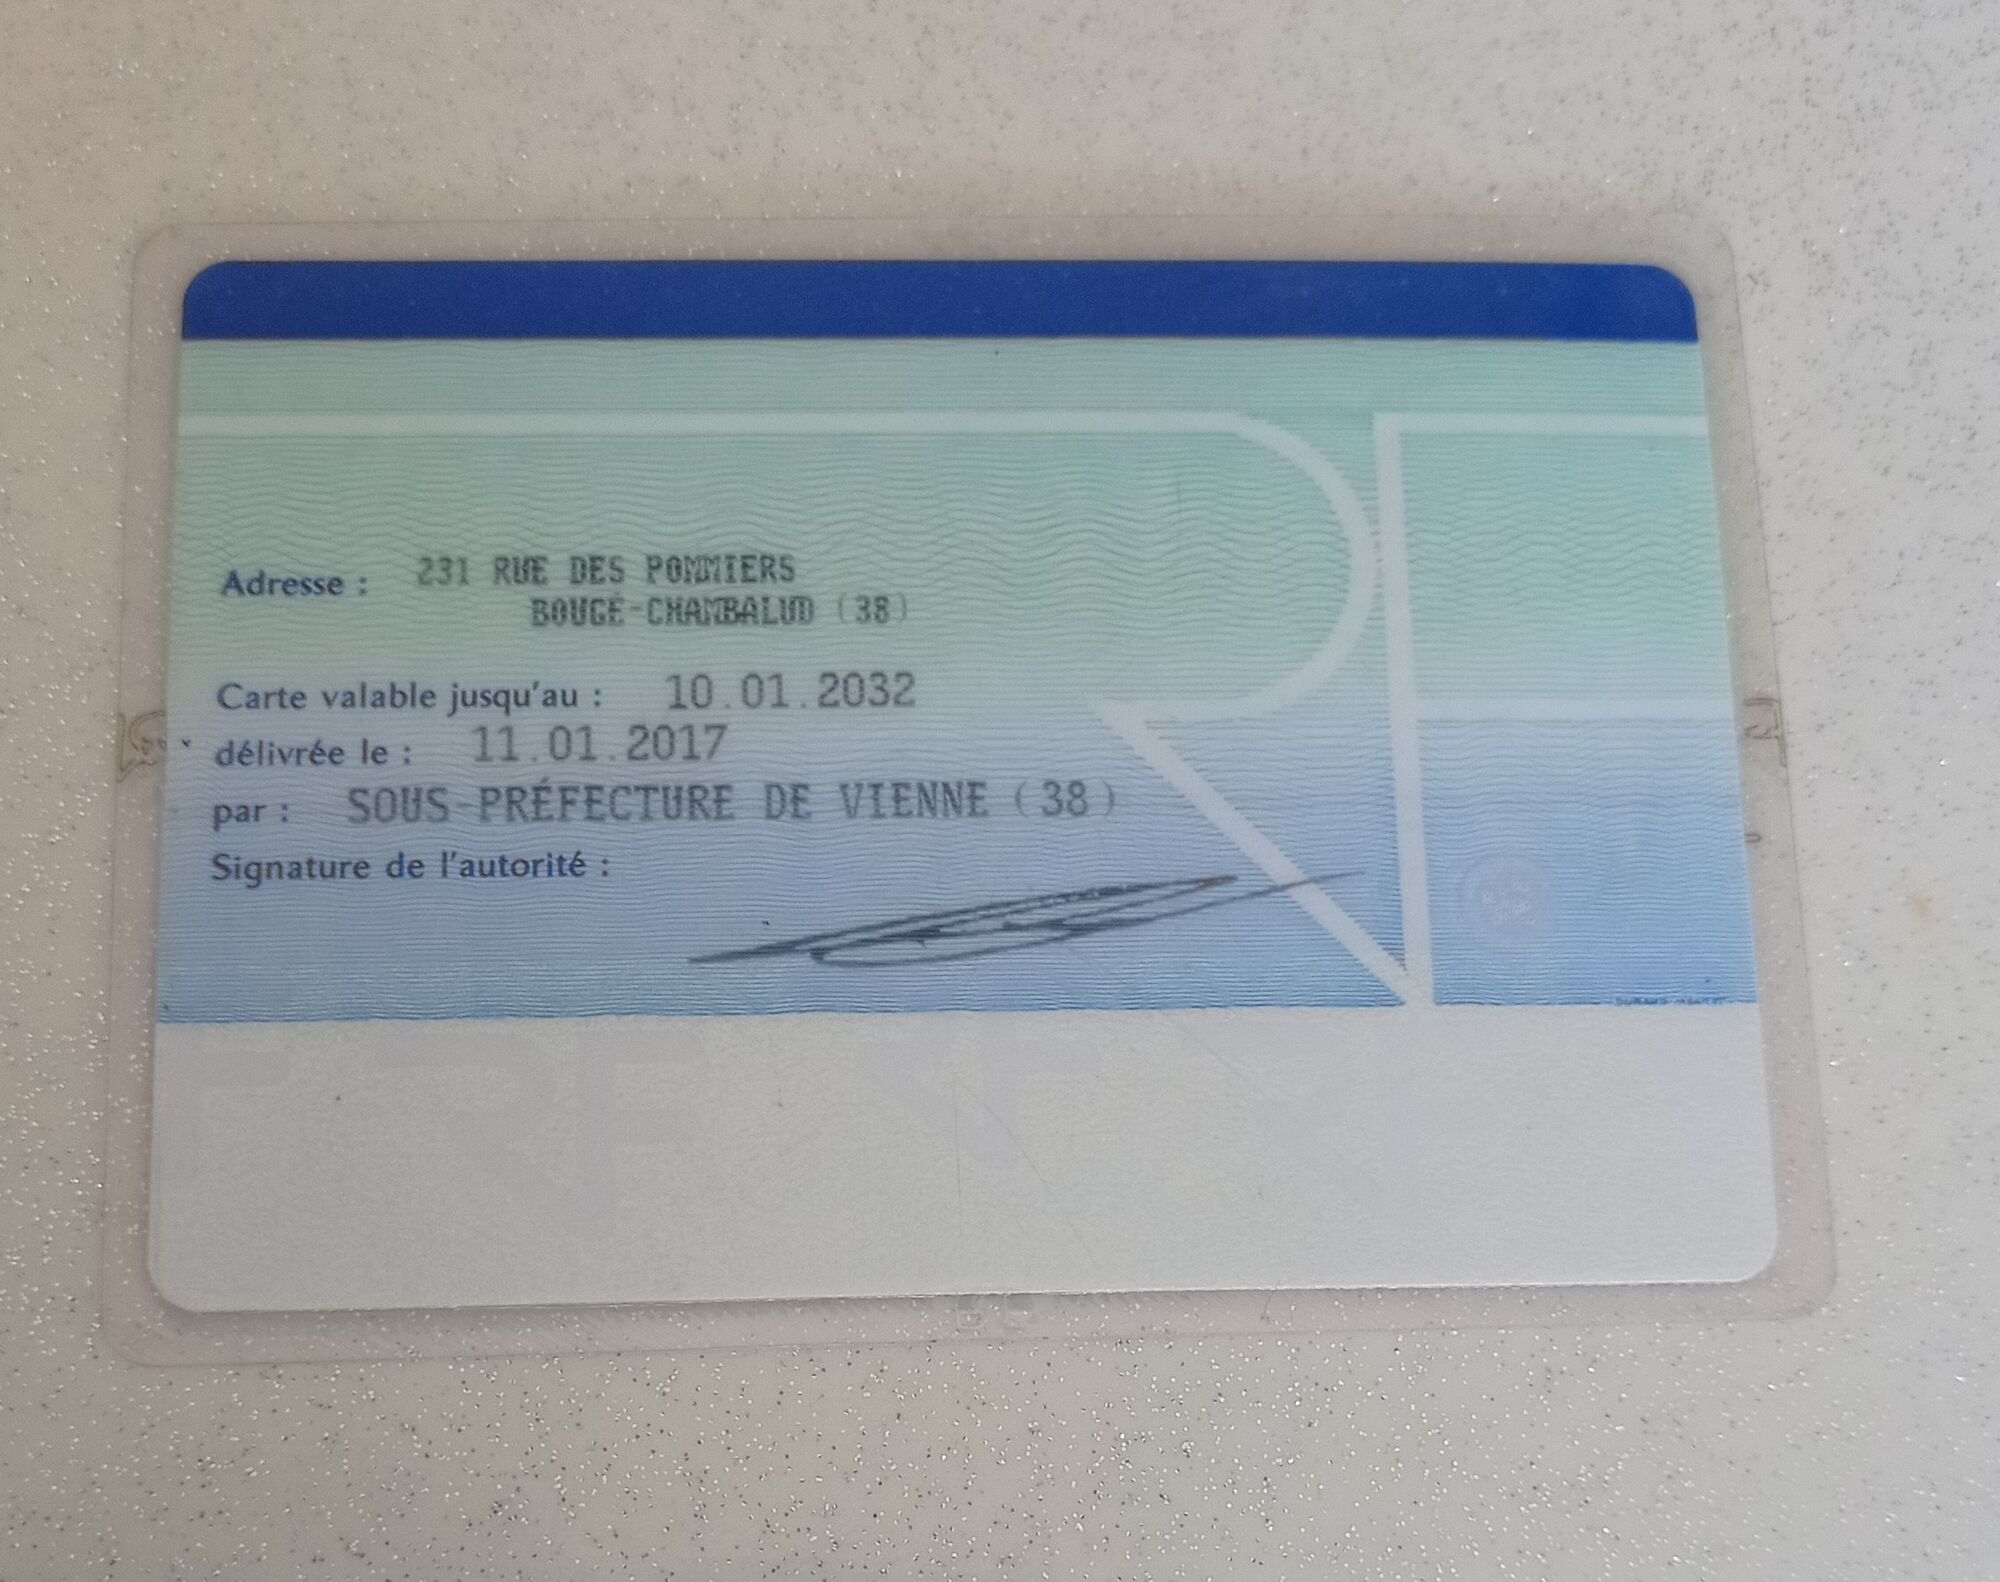 Adresse : 231 RUE DES POMMIERS
BOUGÉ-CHAMBALUD (38)
Carte valable jusqu'au : 10.01.2032
délivrée le : 11.01.2017
par : SOUS-PRÉFECTURE DE VIENNE (38)
Signature de l'autorité :